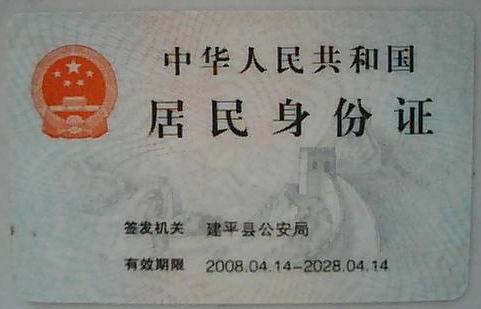 中华人民共和国
居民身份证
签发机关 建平县公安局
有效期限 2008.04.14-2028.04.14